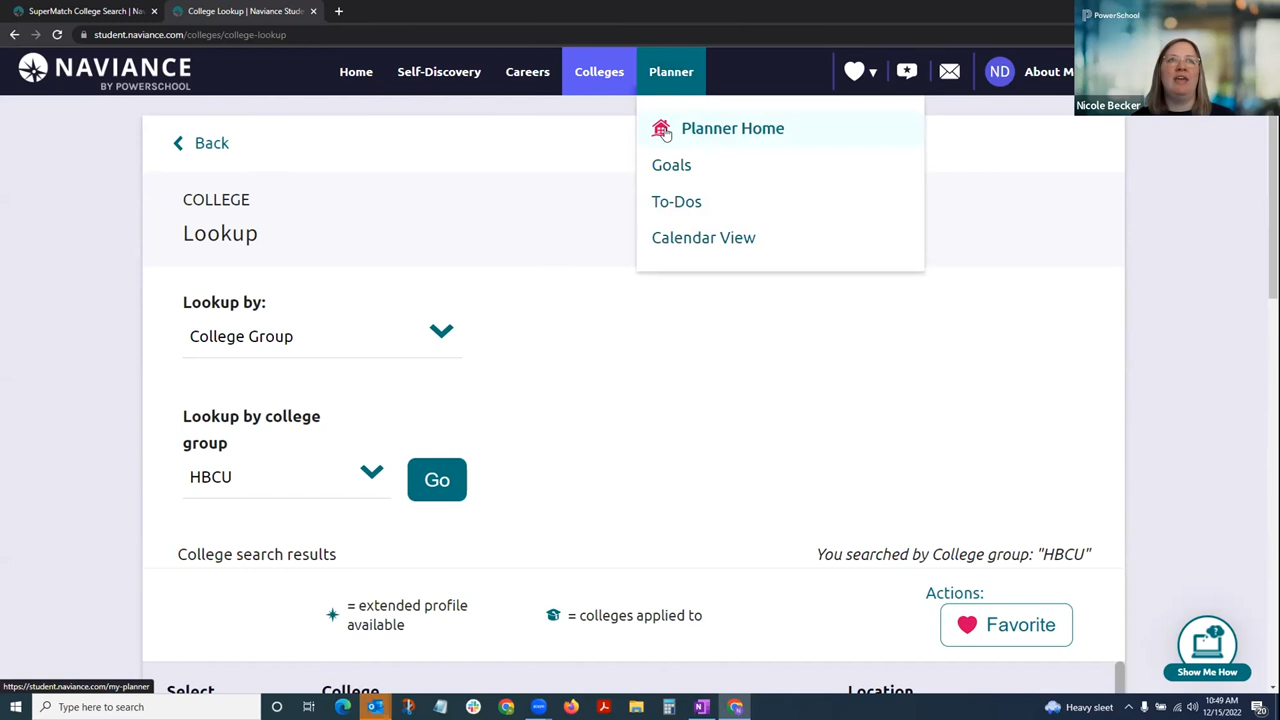 SuperMatch College Search | Nav
College Lookup | Naviance Stude
student.naviance.com/colleges/college-lookup
PowerSchool
Nicole Becker
NAVIANCE
BY POWERSCHOOL
Home
Self-Discovery
Careers
Colleges
Planner
ND
About M
Planner Home
Goals
To-Dos
Calendar View
Back
COLLEGE
Lookup
Lookup by:
College Group
Lookup by college
group
HBCU
Go
College search results
You searched by College group: "HBCU"
= extended profile
available
= colleges applied to
Actions:
Favorite
Select
College
Location
Show Me How
https://student.naviance.com/my-planner
Type here to search
Heavy sleet
10:49 AM
12/15/2022
20